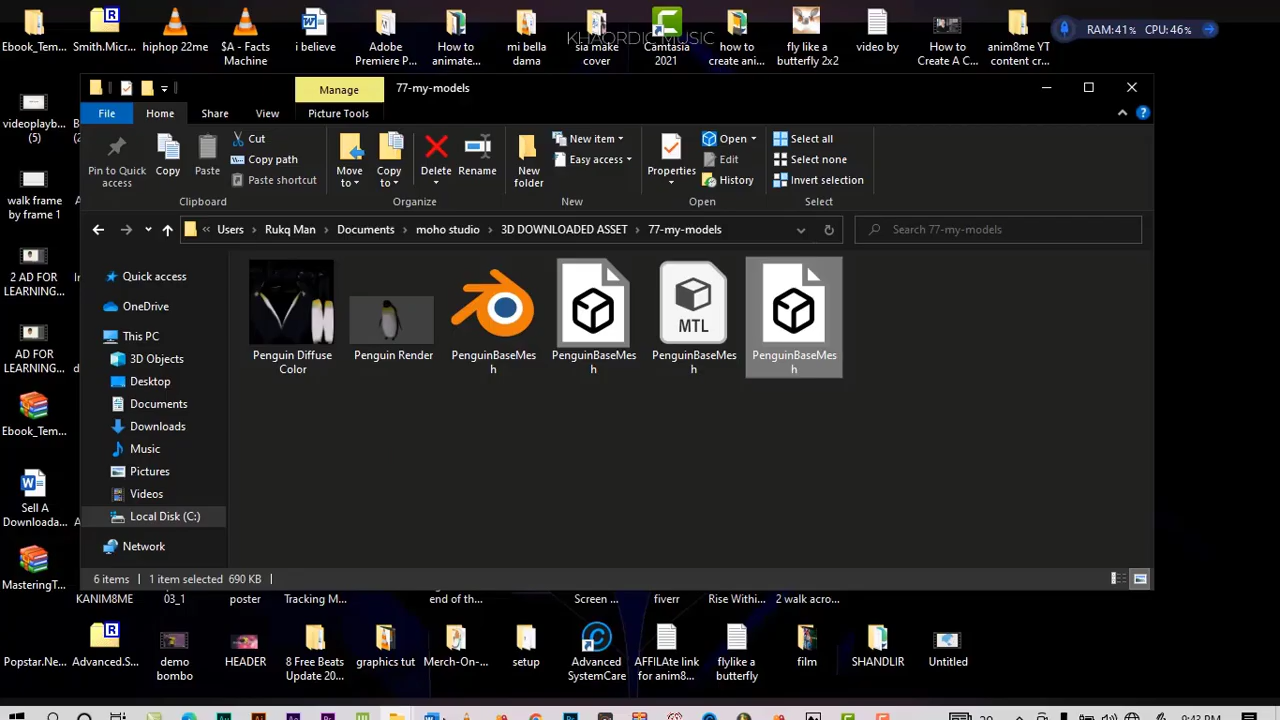 Ebook_Tem...
Smith.Micr...
hiphop 22me
$A - Facts
Machine
i believe
Adobe
Premiere P...
How to
animate...
mi bella
dama
sia make
cover
Camtasia
2021
how to
create ani...
fly like a
butterfly 2x2
video by
How to
Create A C...
anim8me YT
content cr...
KHAORDIC MUSIC
RAM:41% CPU:46%
Manage
77-my-models
File
Home
Share
View
Picture Tools
Pin to Quick
access
Copy
Paste
Cut
Copy path
Paste shortcut
Clipboard
Move
to
Copy
to
Delete
Rename
Organize
New
folder
New item
Easy access
New
Properties
Open
Edit
History
Open
Select all
Select none
Invert selection
Select
« Users > Rukq Man > Documents > moho studio > 3D DOWNLOADED ASSET > 77-my-models
Search 77-my-models
Quick access
OneDrive
This PC
3D Objects
Desktop
Documents
Downloads
Music
Pictures
Videos
Local Disk (C:)
Network
Penguin Diffuse
Color
Penguin Render
PenguinBaseMes
h
PenguinBaseMes
h
MTL
PenguinBaseMes
h
PenguinBaseMes
h
6 items
1 item selected 690 KB
videoplayb...
(5)
walk frame
by frame 1
2 AD FOR
LEARNING...
AD FOR
LEARNING...
Ebook_Tem...
Sell A
Downloada...
MasteringT...
KANIM8ME
03_1
poster
Tracking M...
end of the...
Screen ...
fiverr
Rise Withi...
2 walk acro...
Popstar.Ne...
Advanced.S...
demo
bombo
HEADER
8 Free Beats
Update 20...
graphics tut
Merch-On-...
setup
Advanced
SystemCare
AFFILAte link
for anim8...
flylike a
butterfly
film
SHANDLIR
Untitled
9:43 PM